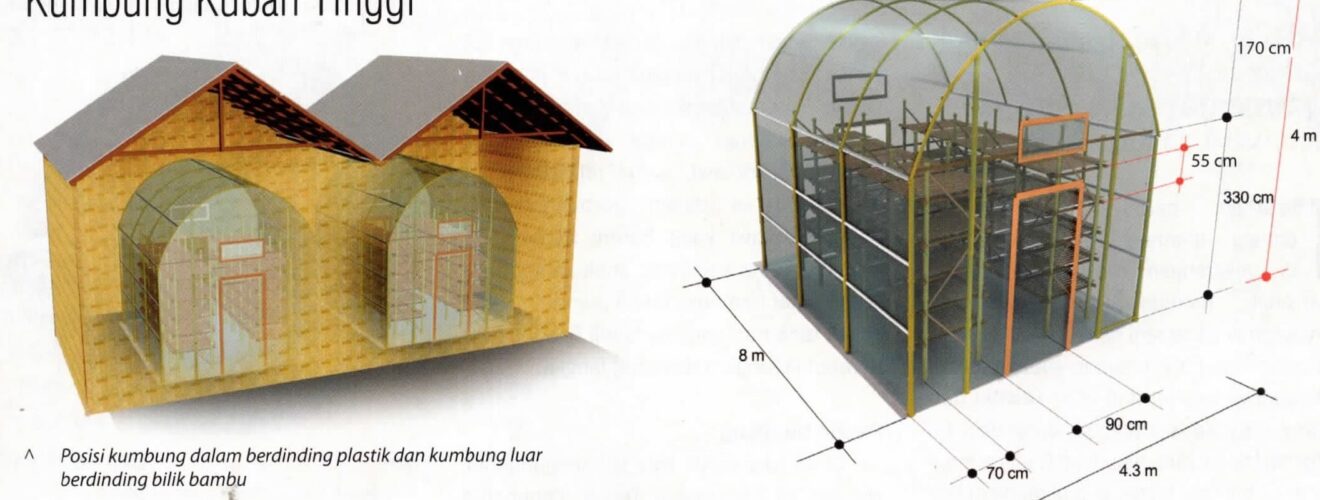 Kumbung Kubah Tinggi
170 cm
4 m
55 cm
330 cm
8 m
90 cm
70 cm
4.3 m
^ Posisi kumbung dalam berdinding plastik dan kumbung luar
berdinding bilik bambu